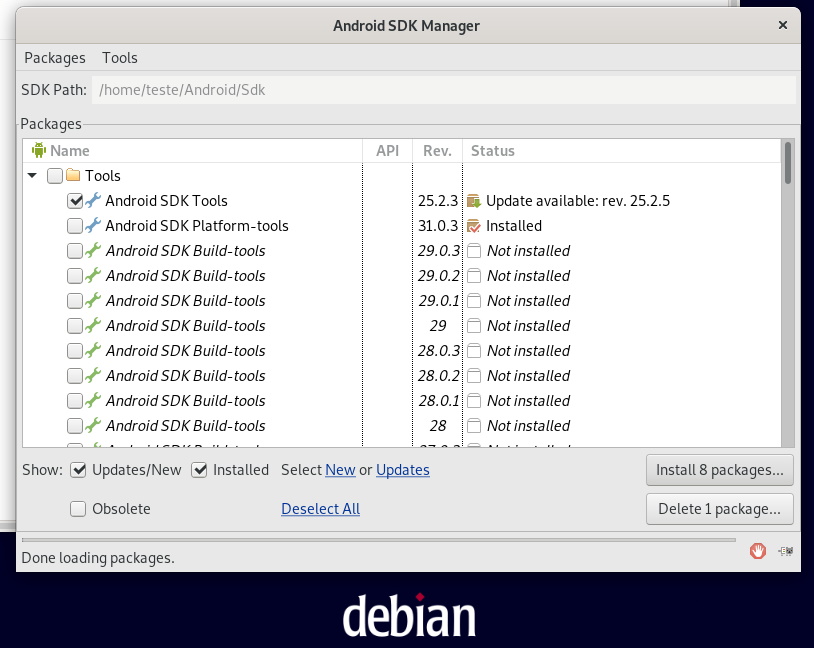 Android SDK Manager
Packages Tools
SDK Path: /home/teste/Android/Sdk
Packages
Name API Rev. Status
Tools
Android SDK Tools 25.2.3 Update available: rev. 25.2.5
Android SDK Platform-tools 31.0.3 Installed
Android SDK Build-tools 29.0.3 Not installed
Android SDK Build-tools 29.0.2 Not installed
Android SDK Build-tools 29.0.1 Not installed
Android SDK Build-tools 29 Not installed
Android SDK Build-tools 28.0.3 Not installed
Android SDK Build-tools 28.0.2 Not installed
Android SDK Build-tools 28.0.1 Not installed
Android SDK Build-tools 28 Not installed
Show: Updates/New Installed Select New or Updates Install 8 packages...
Obsolete Deselect All Delete 1 package...
Done loading packages.
debian